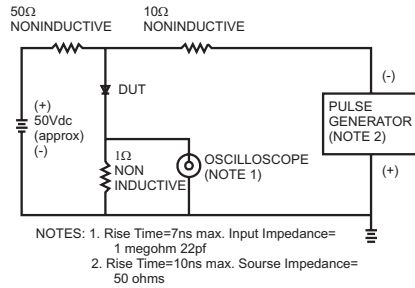 50Ω
NONINDUCTIVE
10Ω
NONINDUCTIVE
(+)
50Vdc
(approx)
(-)
DUT
1Ω
NON
INDUCTIVE
OSCILLOSCOPE
(NOTE 1)
(-)
PULSE
GENERATOR
(NOTE 2)
(+)
NOTES: 1. Rise Time=7ns max. Input Impedance=
1 megohm 22pf
2. Rise Time=10ns max. Sourse Impedance=
50 ohms